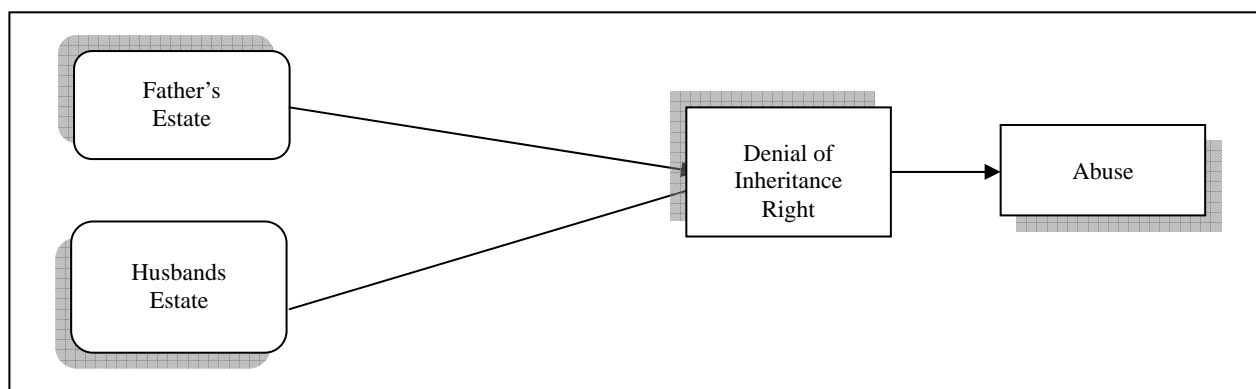 Father’s
Estate
Denial of
Inheritance
Right
Abuse
Husbands
Estate